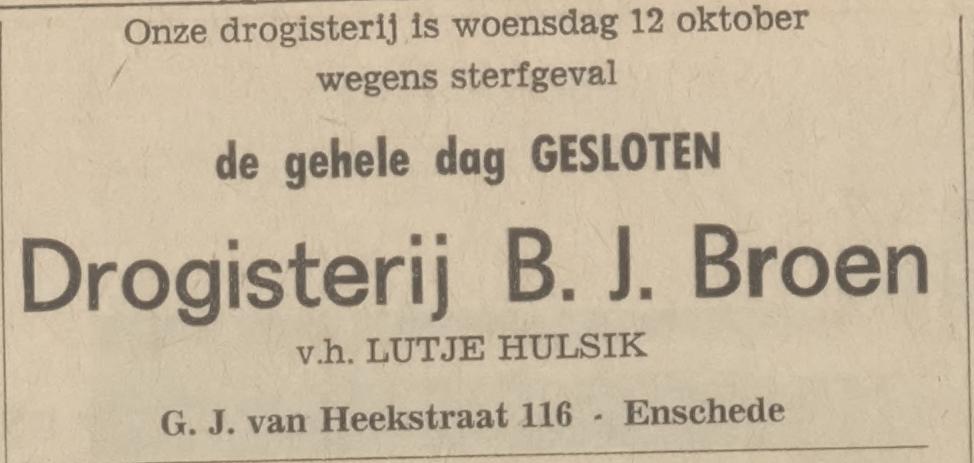 Onze drogisterij is woensdag 12 oktober
wegens sterfgeval
de gehele dag GESLOTEN
Drogisterij B. J. Broen
v.h. LUTJE HULSIK
G. J. van Heekstraat 116 - Enschede